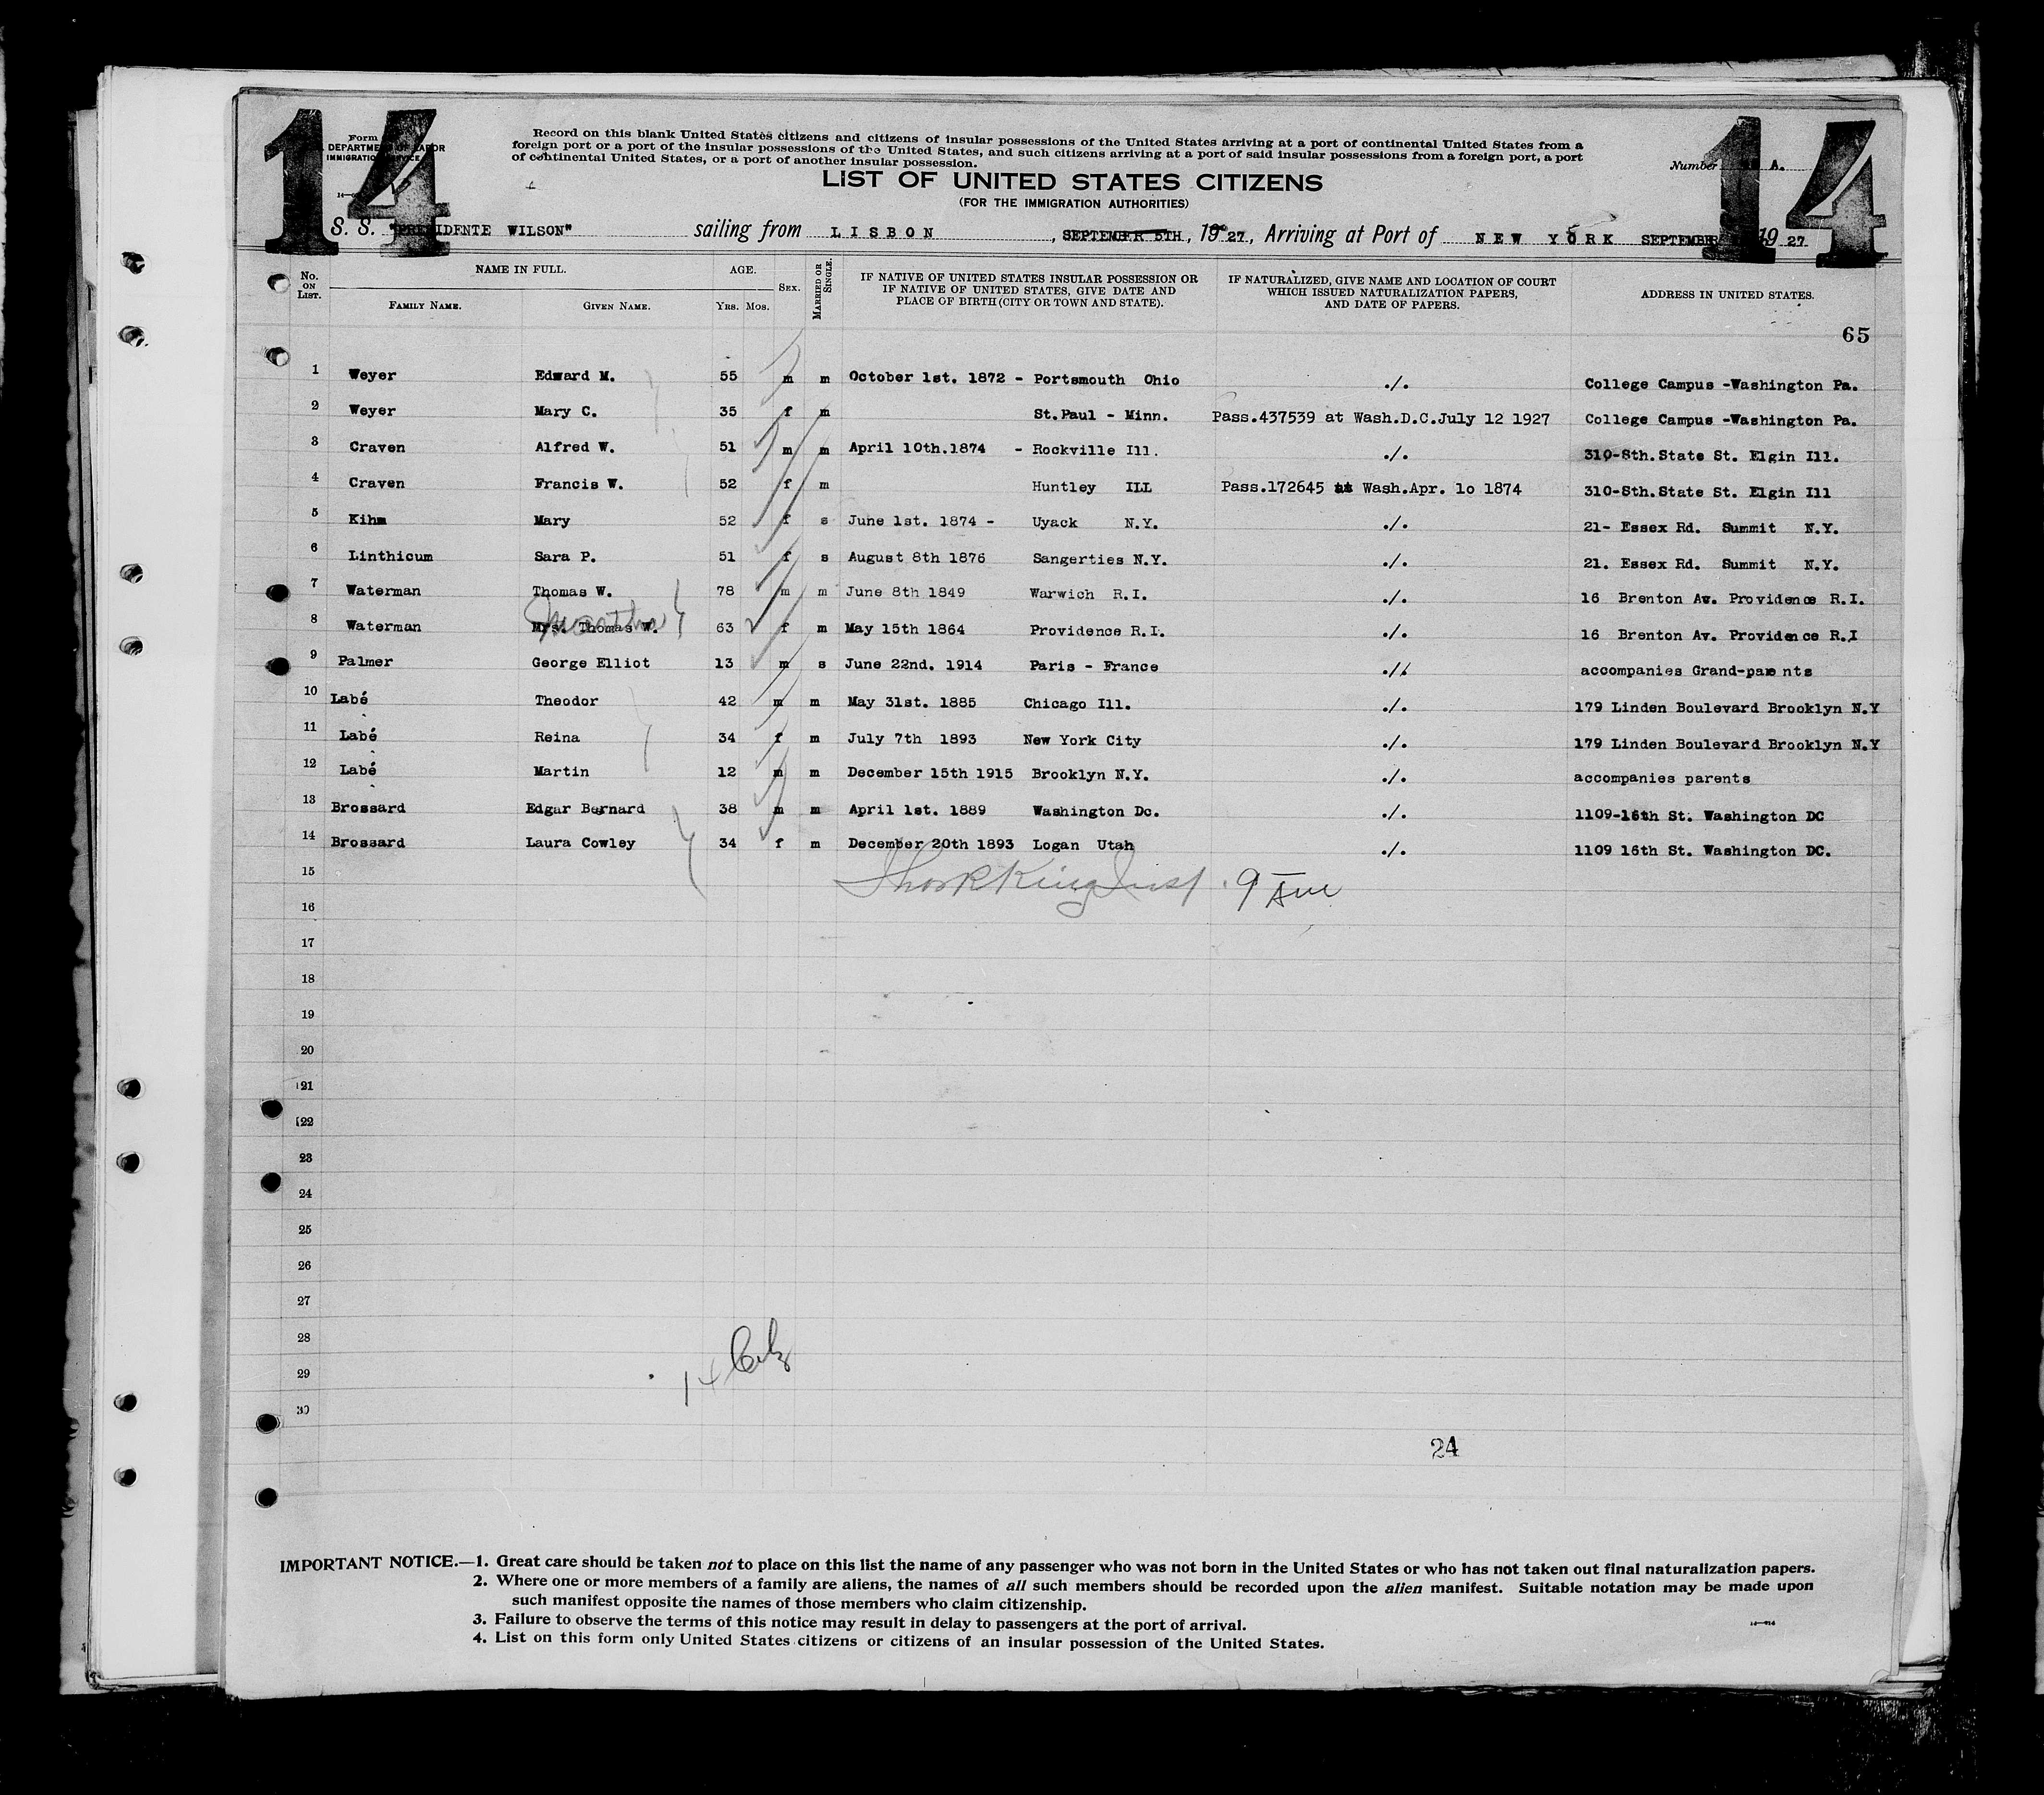 14
14
Form
DEPARTMENT OF LABOR
IMMIGRATION SERVICE
Record on this blank United States citizens and citizens of insular possessions of the United States arriving at a port of continental United States from a
foreign port or a port of the insular possessions of the United States, and such citizens arriving at a port of said insular possessions from a foreign port, a port
of continental United States, or a port of another insular possession.
Number A.
LIST OF UNITED STATES CITIZENS
(FOR THE IMMIGRATION AUTHORITIES)
S. S. "PRESIDENTE WILSON" sailing from LISBON, SEPTEMBER 5TH, 1927, Arriving at Port of NEW YORK SEPTEMBER 1927
No. ON LIST. NAME IN FULL. AGE. SEX. MARRIED OR SINGLE. IF NATIVE OF UNITED STATES INSULAR POSSESSION OR IF NATIVE OF UNITED STATES, GIVE DATE AND PLACE OF BIRTH (CITY OR TOWN AND STATE). IF NATURALIZED, GIVE NAME AND LOCATION OF COURT WHICH ISSUED NATURALIZATION PAPERS, AND DATE OF PAPERS. ADDRESS IN UNITED STATES.
FAMILY NAME. GIVEN NAME. YRS. MOS.
65
1 Weyer Edward M. 55 m m October 1st. 1872 - Portsmouth Ohio ./. College Campus -Washington Pa.
2 Weyer Mary C. 35 f m St.Paul - Minn. Pass.437539 at Wash.D.C.July 12 1927 College Campus -Washington Pa.
3 Craven Alfred W. 51 m m April 10th.1874 - Rockville Ill. ./. 310-Sth.State St. Elgin Ill.
4 Craven Francis W. 52 f m Huntley ILL Pass.172645 at Wash.Apr. 1o 1874 310-Sth.State St. Elgin Ill
5 Kihm Mary 52 f s June 1st. 1874 - Uyack N.Y. ./. 21- Essex Rd. Summit N.Y.
6 Linthicum Sara P. 51 f s August 8th 1876 Sangerties N.Y. ./. 21. Essex Rd. Summit N.Y.
7 Waterman Thomas W. 78 m m June 8th 1849 Warwich R.I. ./. 16 Brenton Av. Providence R.I.
8 Waterman Mrs. Thomas W. 63 f m May 15th 1864 Providence R.I. ./. 16 Brenton Av. Providence R.I
9 Palmer George Elliot 13 m s June 22nd. 1914 Paris - France ./. accompanies Grand-parents
10 Labé Theodor 42 m m May 31st. 1885 Chicago Ill. ./. 179 Linden Boulevard Brooklyn N.Y
11 Labé Reina 34 f m July 7th 1893 New York City ./. 179 Linden Boulevard Brooklyn N.Y
12 Labé Martin 12 m m December 15th 1915 Brooklyn N.Y. ./. accompanies parents
13 Brossard Edgar Bernard 38 m m April 1st. 1889 Washington Dc. ./. 1109-16th St. Washington DC
14 Brossard Laura Cowley 34 f m December 20th 1893 Logan Utah ./. 1109 16th St. Washington DC.
15
16
17
18
19
20
21
22
23
24
25
26
27
28
29
30
14
24
IMPORTANT NOTICE.—1. Great care should be taken not to place on this list the name of any passenger who was not born in the United States or who has not taken out final naturalization papers.
2. Where one or more members of a family are aliens, the names of all such members should be recorded upon the alien manifest. Suitable notation may be made upon
such manifest opposite the names of those members who claim citizenship.
3. Failure to observe the terms of this notice may result in delay to passengers at the port of arrival.
4. List on this form only United States citizens or citizens of an insular possession of the United States.